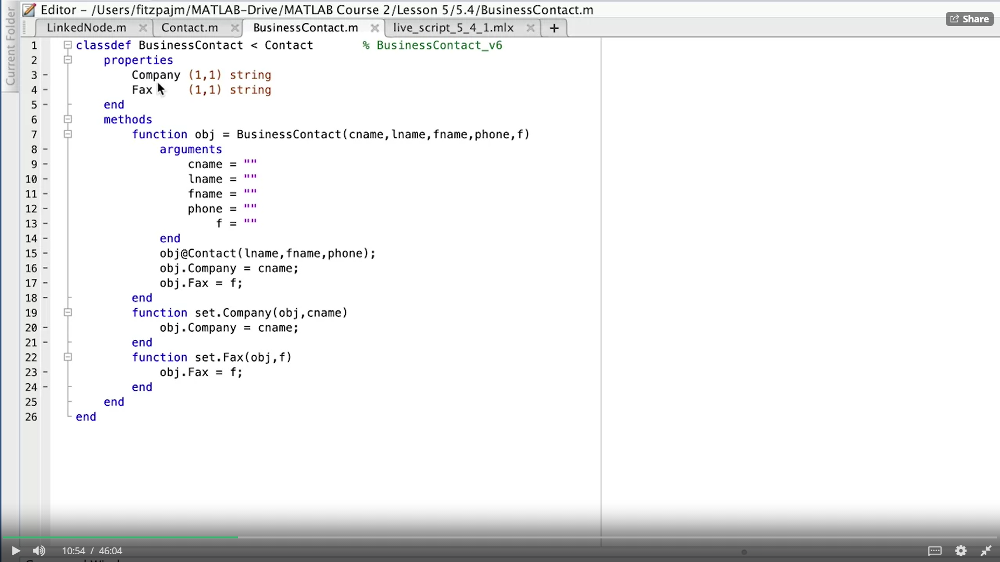 Editor – /Users/fitzpajm/MATLAB-Drive/MATLAB Course 2/Lesson 5/5.4/BusinessContact.m
Share
Current Folder
LinkedNode.m Contact.m BusinessContact.m live_script_5_4_1.mlx +
1 classdef BusinessContact < Contact % BusinessContact_v6
2 properties
3 - Company (1,1) string
4 - Fax (1,1) string
5 - end
6 methods
7 function obj = BusinessContact(cname,lname,fname,phone,f)
8 - arguments
9 - cname = ""
10 - lname = ""
11 - fname = ""
12 - phone = ""
13 - f = ""
14 - end
15 - obj@Contact(lname,fname,phone);
16 - obj.Company = cname;
17 - obj.Fax = f;
18 - end
19 function set.Company(obj,cname)
20 - obj.Company = cname;
21 - end
22 function set.Fax(obj,f)
23 - obj.Fax = f;
24 - end
25 end
26 end
10:54 / 46:04